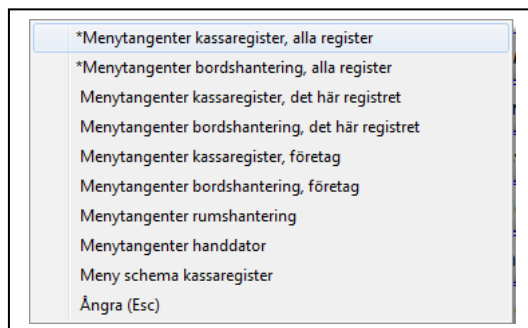 *Menytangenter kassaregister, alla register
*Menytangenter bordshantering, alla register
Menytangenter kassaregister, det här registret
Menytangenter bordshantering, det här registret
Menytangenter kassaregister, företag
Menytangenter bordshantering, företag
Menytangenter rumshantering
Menytangenter handdator
Meny schema kassaregister
Ångra (Esc)